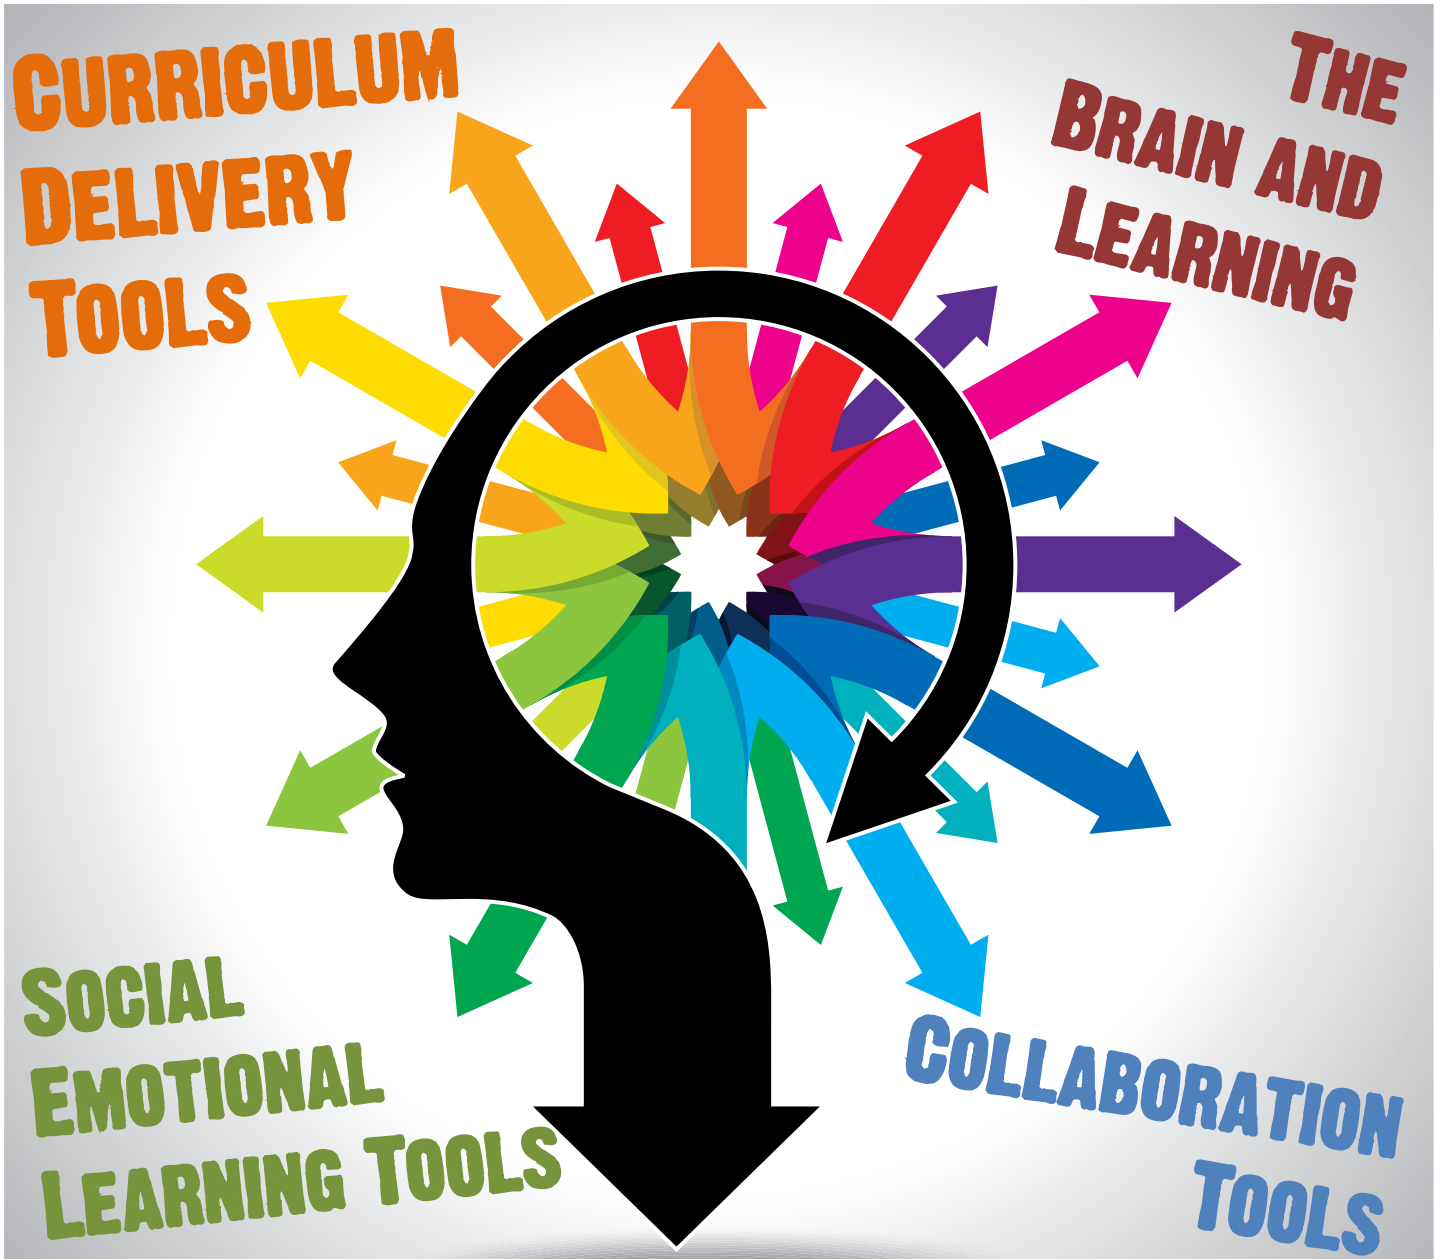 Curriculum
Delivery
Tools
The
Brain and
Learning
Social
Emotional
Learning Tools
Collaboration
Tools